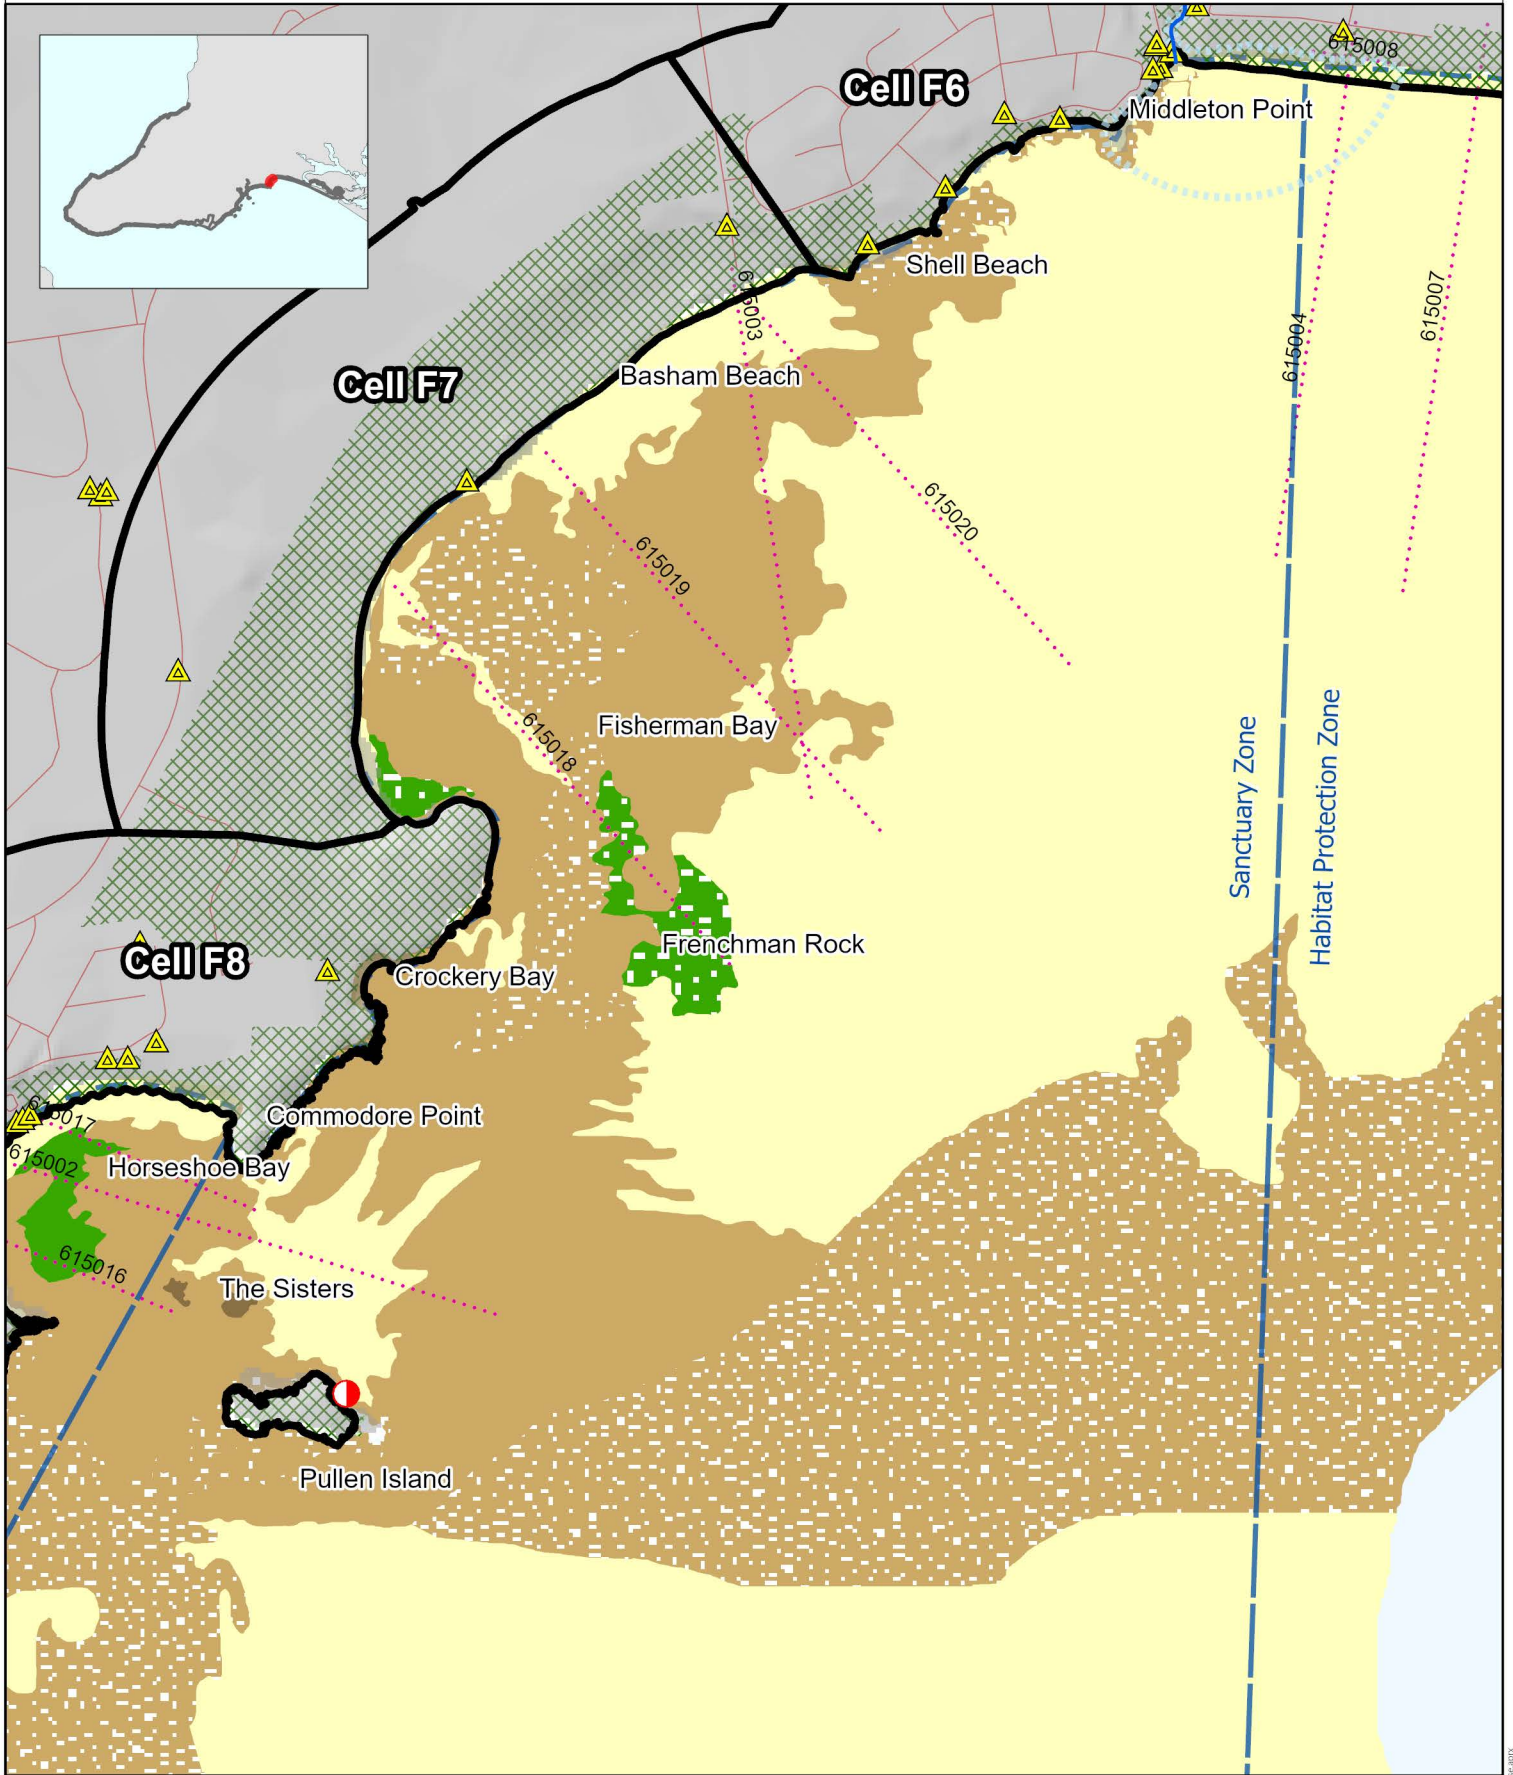 615008
Cell F6
Middleton Point
Shell Beach
615003
615007
615004
Basham Beach
Cell F7
615020
615019
615018
Fisherman Bay
Sanctuary Zone
Habitat Protection Zone
Frenchman Rock
Cell F8
Crockery Bay
615017
Commodore Point
615002
Horseshoe Bay
615016
The Sisters
Pullen Island